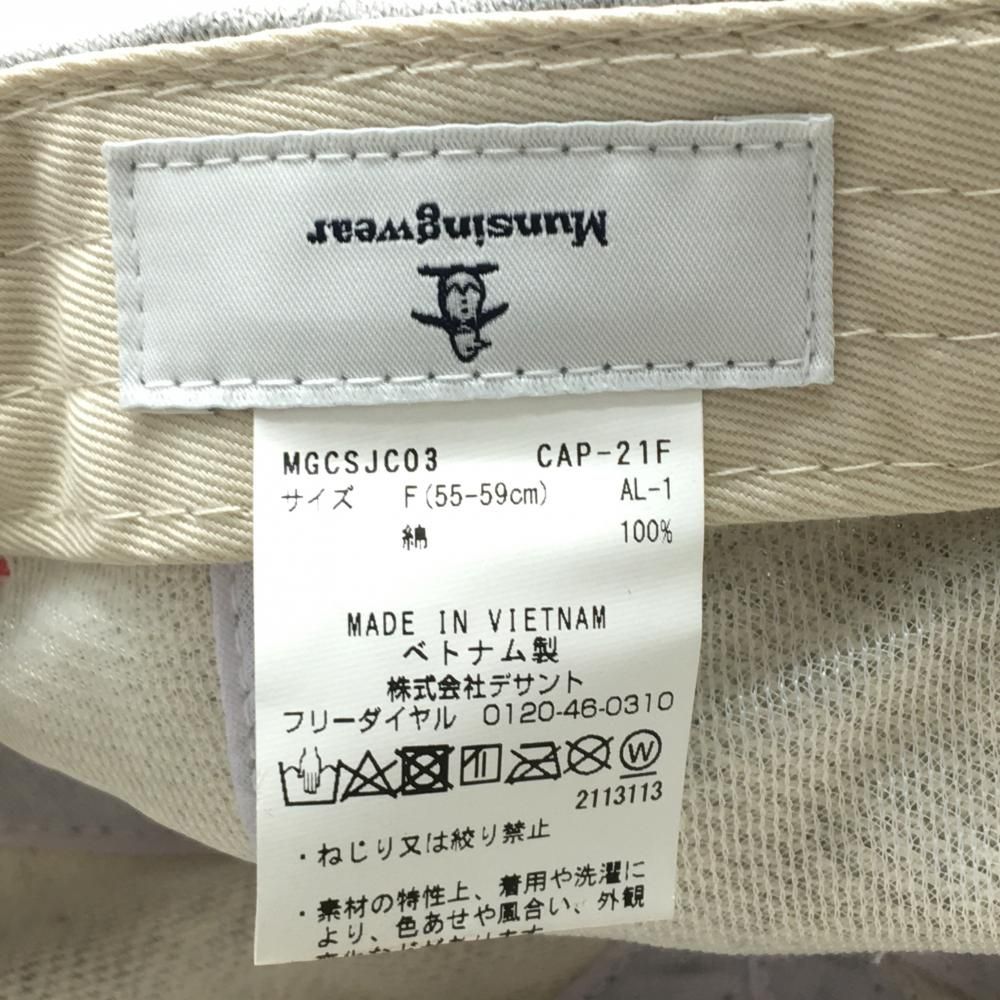 Munsingwear
MGCSJC03 CAP-21F
サイズ F(55-59cm) AL-1
綿 100%
MADE IN VIETNAM
ベトナム製
株式会社デサント
フリーダイヤル 0120-46-0310
W
2113113
・ねじり又は絞り禁止
・素材の特性上、着用や洗濯に
より、色あせや風合い、外観